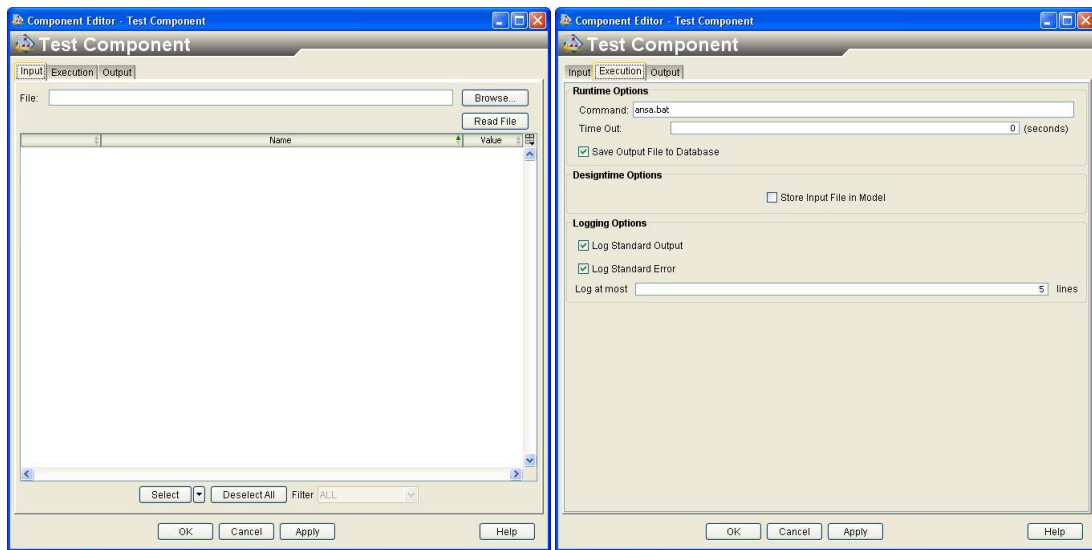 Component Editor - Test Component
Test Component
Input Execution Output
File: Browse...
Read File
Name Value
Select Deselect All Filter ALL
OK Cancel Apply Help
Component Editor - Test Component
Test Component
Input Execution Output
Runtime Options
Command: ansa.bat
Time Out: 0 (seconds)
Save Output File to Database
Designtime Options
Store Input File in Model
Logging Options
Log Standard Output
Log Standard Error
Log at most 5 lines
OK Cancel Apply Help